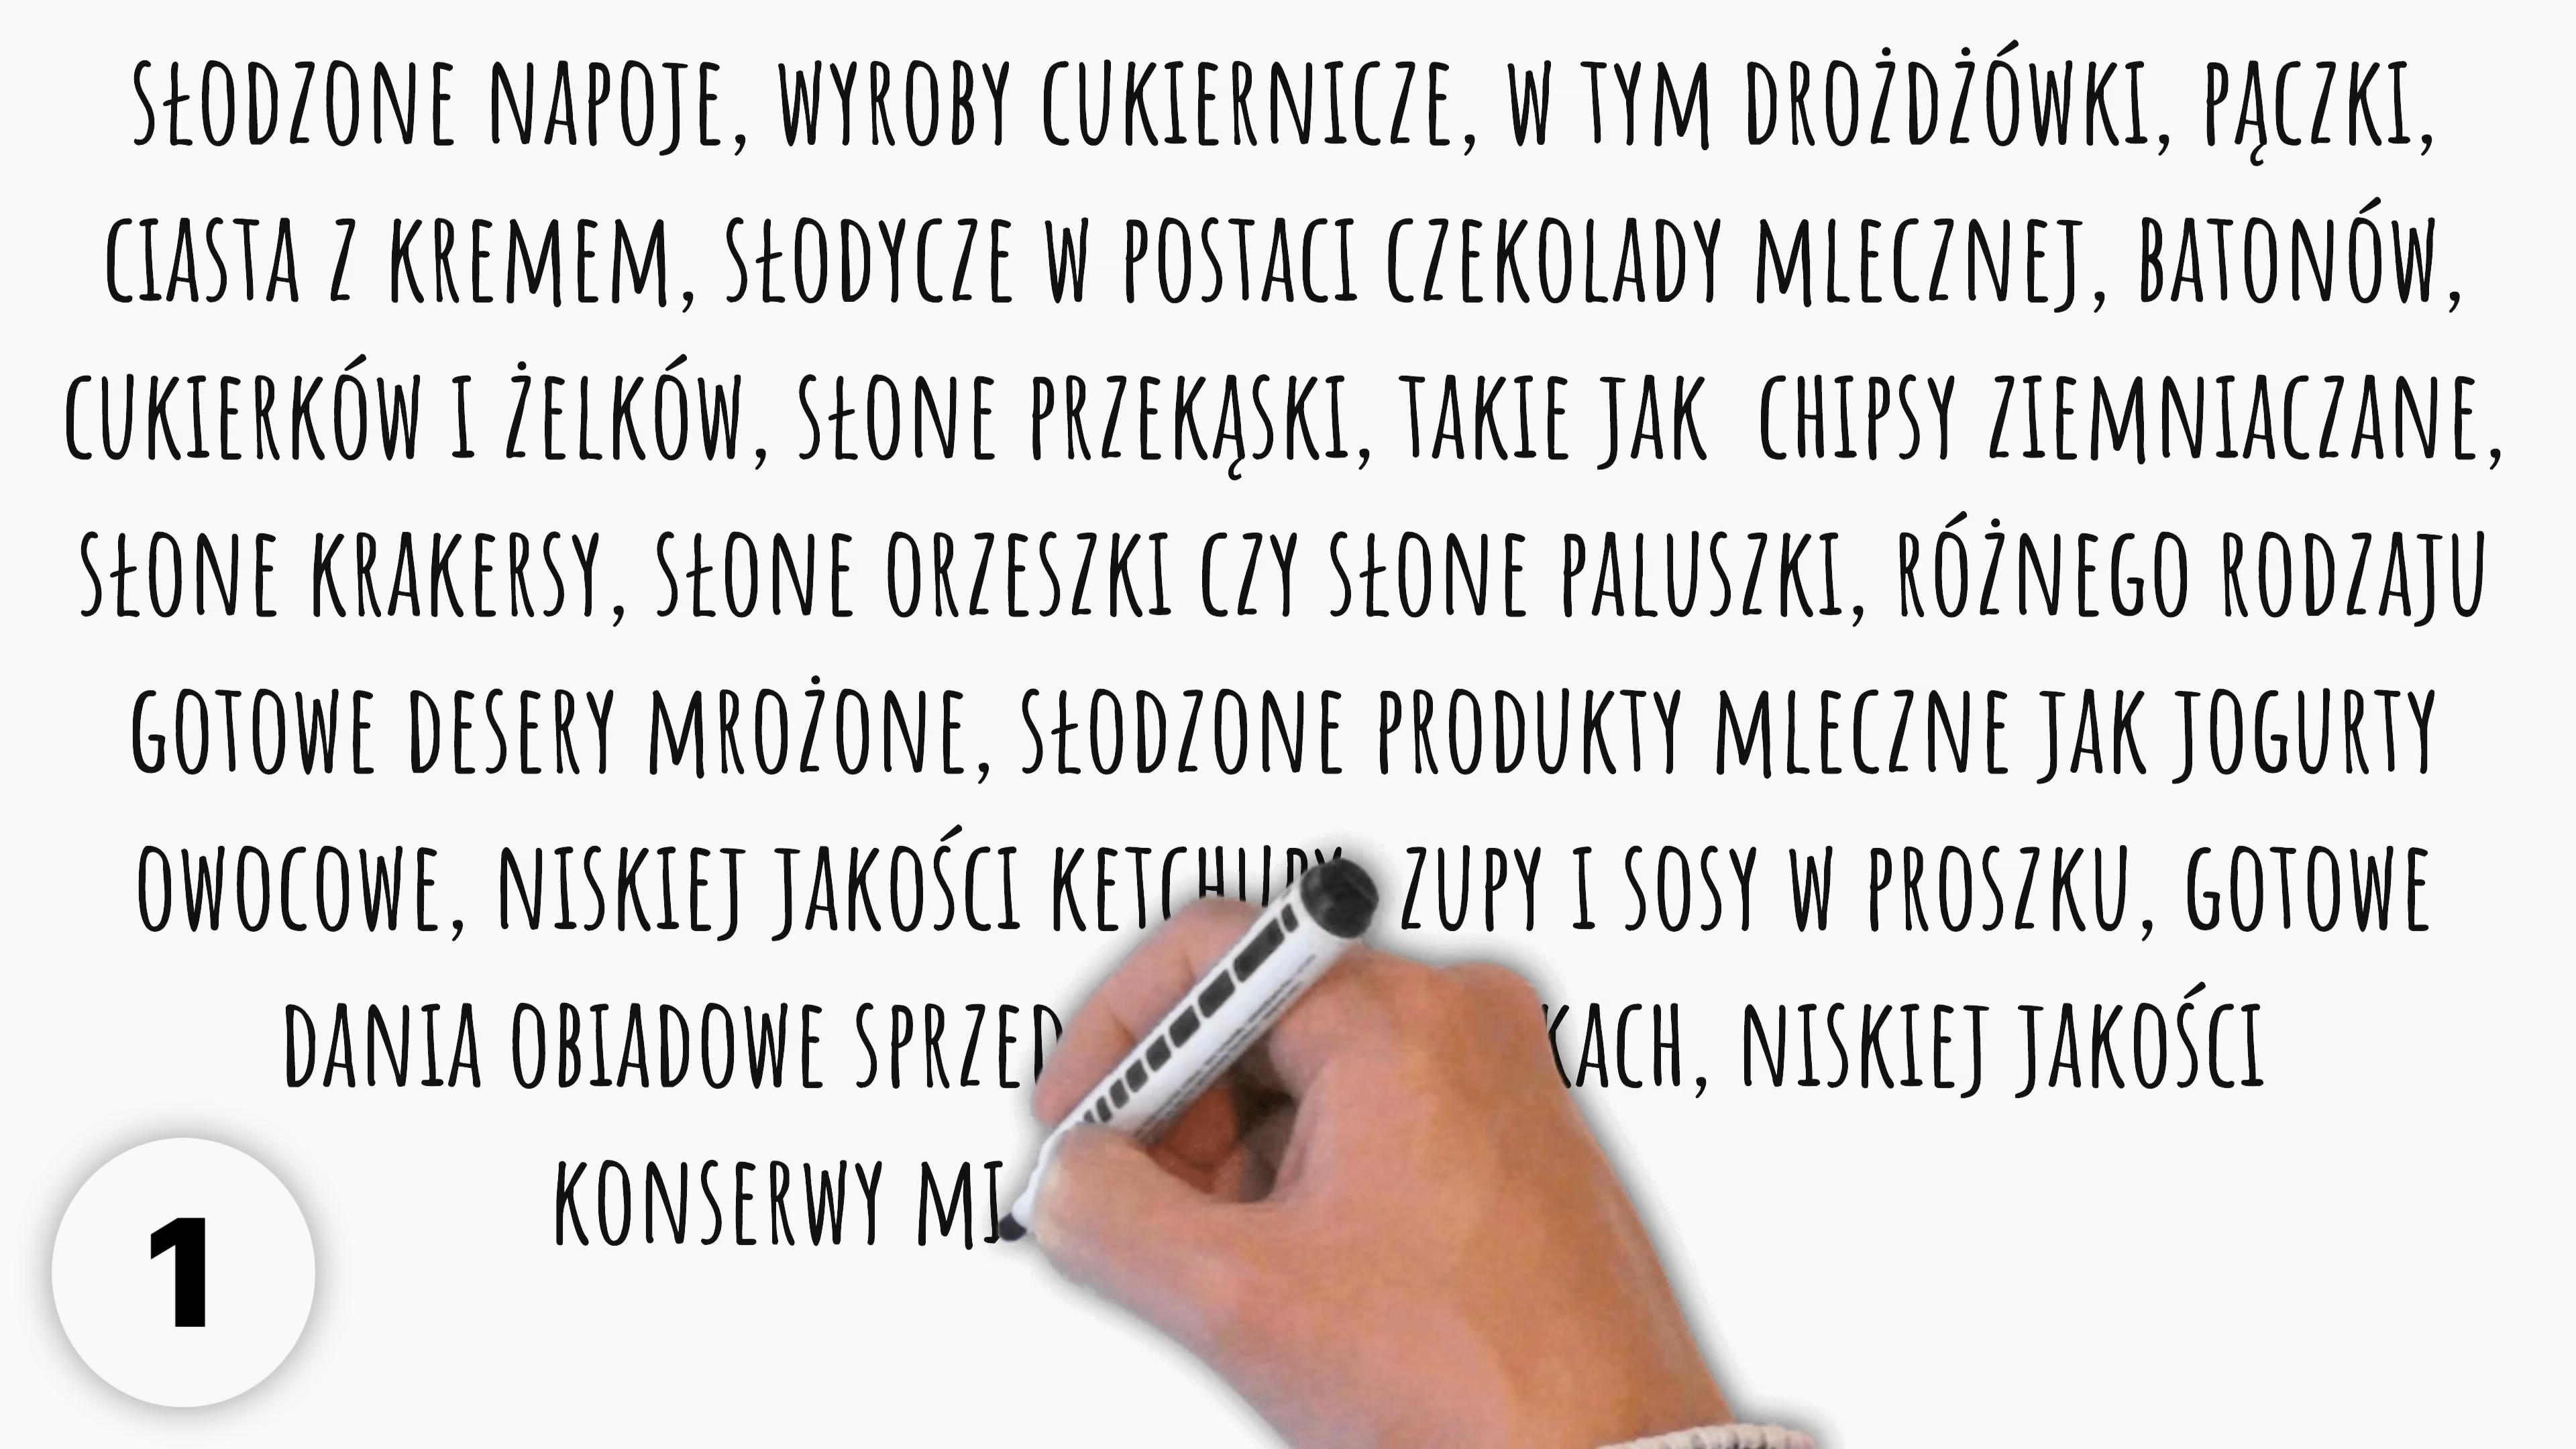 SŁODZONE NAPOJE, WYROBY CUKIERNICZE, W TYM DROŻDŻÓWKI, PĄCZKI,
CIASTA Z KREMEM, SŁODYCZE W POSTACI CZEKOLADY MLECZNEJ, BATONÓW,
CUKIERKÓW I ŻELKÓW, SŁONE PRZEKĄSKI, TAKIE JAK CHIPSY ZIEMNIACZANE,
SŁONE KRAKERSY, SŁONE ORZESZKI CZY SŁONE PALUSZKI, RÓŻNEGO RODZAJU
GOTOWE DESERY MROŻONE, SŁODZONE PRODUKTY MLECZNE JAK JOGURTY
OWOCOWE, NISKIEJ JAKOŚCI KETCHUPY ZUPY I SOSY W PROSZKU, GOTOWE
DANIA OBIADOWE NISKIEJ JAKOŚCI
KONSERWY MI
1